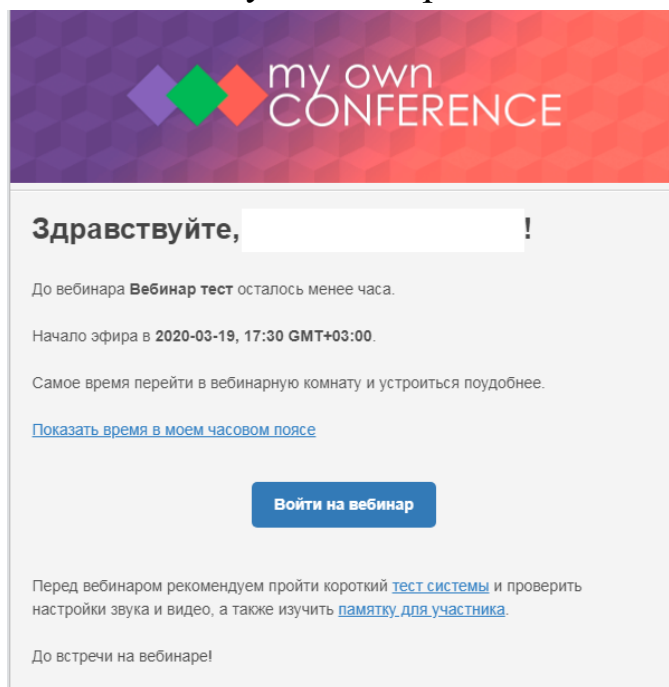 my own
CONFERENCE
Здравствуйте, !
До вебинара Вебинар тест осталось менее часа.
Начало эфира в 2020-03-19, 17:30 GMT+03:00.
Самое время перейти в вебинарную комнату и устроиться поудобнее.
Показать время в моем часовом поясе
Войти на вебинар
Перед вебинаром рекомендуем пройти короткий тест системы и проверить
настройки звука и видео, а также изучить памятку для участника.
До встречи на вебинаре!